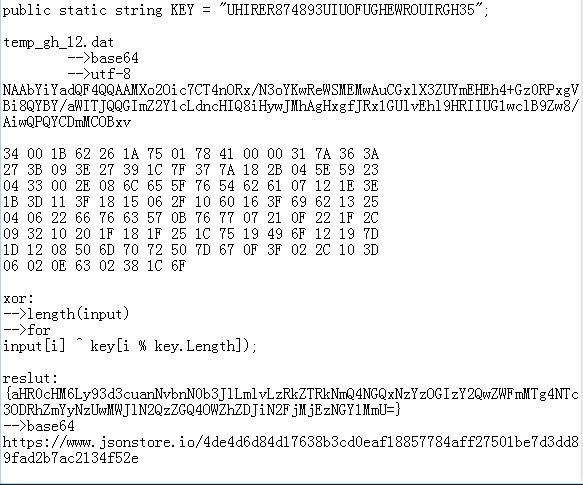 public static string KEY = "UHIRER874893UIUOFUGHEWROUIRGH35";
temp_gh_12.dat
-->base64
-->utf-8
NAAbYiYadQF4QQAAMXo2Oic7CT4nORx/N3oYKwReWSMEMwAuCGxlX3ZUYmEHEh4+Gz0RPxgV
Bi8QYBY/aWITJQQGImZ2Y1cLdncHIQ8iHywJMhAgHxgfJRx1GUlvEhl9HRIIUG1wclB9Zw8/
AiwQPQYCDmMCOBxv
34 00 1B 62 26 1A 75 01 78 41 00 00 31 7A 36 3A
27 3B 09 3E 27 39 1C 7F 37 7A 18 2B 04 5E 59 23
04 33 00 2E 08 6C 65 5F 76 54 62 61 07 12 1E 3E
1B 3D 11 3F 18 15 06 2F 10 60 16 3F 69 62 13 25
04 06 22 66 76 63 57 0B 76 77 07 21 0F 22 1F 2C
09 32 10 20 1F 18 1F 25 1C 75 19 49 6F 12 19 7D
1D 12 08 50 6D 70 72 50 7D 67 0F 3F 02 2C 10 3D
06 02 0E 63 02 38 1C 6F
xor:
-->length(input)
-->for
input[i] ^ key[i % key.Length]);
reslut:
{aHR0cHM6Ly93d3cuanNvbnN0b3JlLmlvLzRkZTRkNmQ4NGQxNzYzOGIzY2QwZWFmMTg4NTc
3ODRhZmYyNzUwMWJlN2QzZGQ4OWZhZDJiN2FjMjEzNGY1MmU=}
-->base64
https://www.jsonstore.io/4de4d6d84d17638b3cd0eaf18857784aff27501be7d3dd8
9fad2b7ac2134f52e